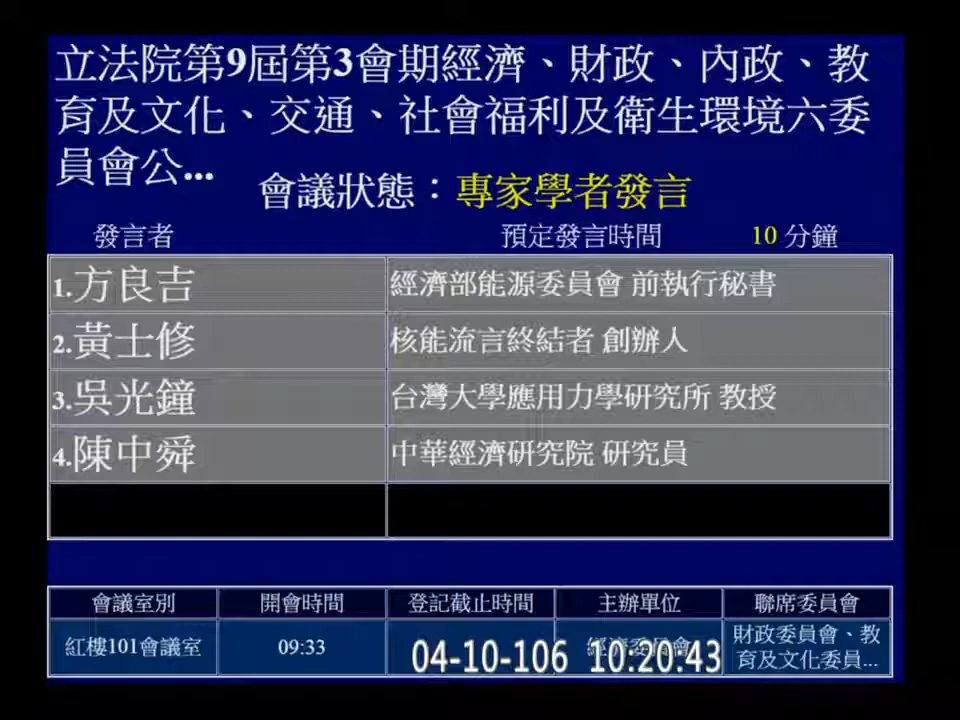 立法院第9屆第3會期經濟、財政、內政、教
育及文化、交通、社會福利及衛生環境六委
員會公...
會議狀態：專家學者發言
發言者 預定發言時間 10 分鐘
1.方良吉 經濟部能源委員會 前執行秘書
2.黃士修 核能流言終結者 創辦人
3.吳光鐘 台灣大學應用力學研究所 教授
4.陳中舜 中華經濟研究院 研究員
會議室別 開會時間 登記截止時間 主辦單位 聯席委員會
紅樓101會議室 09:33 經濟委員會 財政委員會、教
育及文化委員...
04-10-106 10:20:43